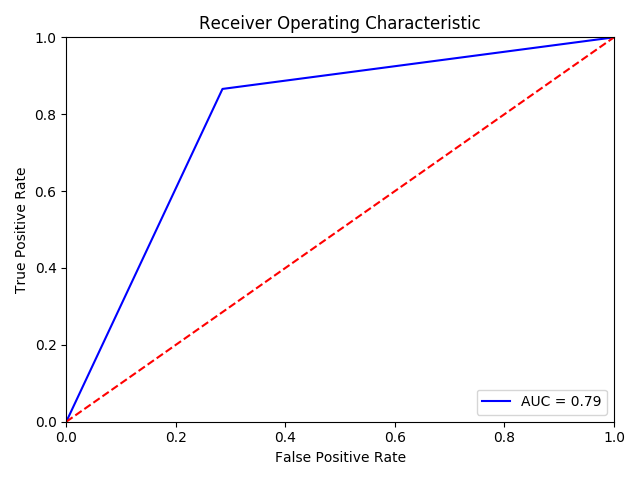 Receiver Operating Characteristic
1.0
0.8
0.6
0.4
0.2
0.0
True Positive Rate
0.0 0.2 0.4 0.6 0.8 1.0
False Positive Rate
AUC = 0.79